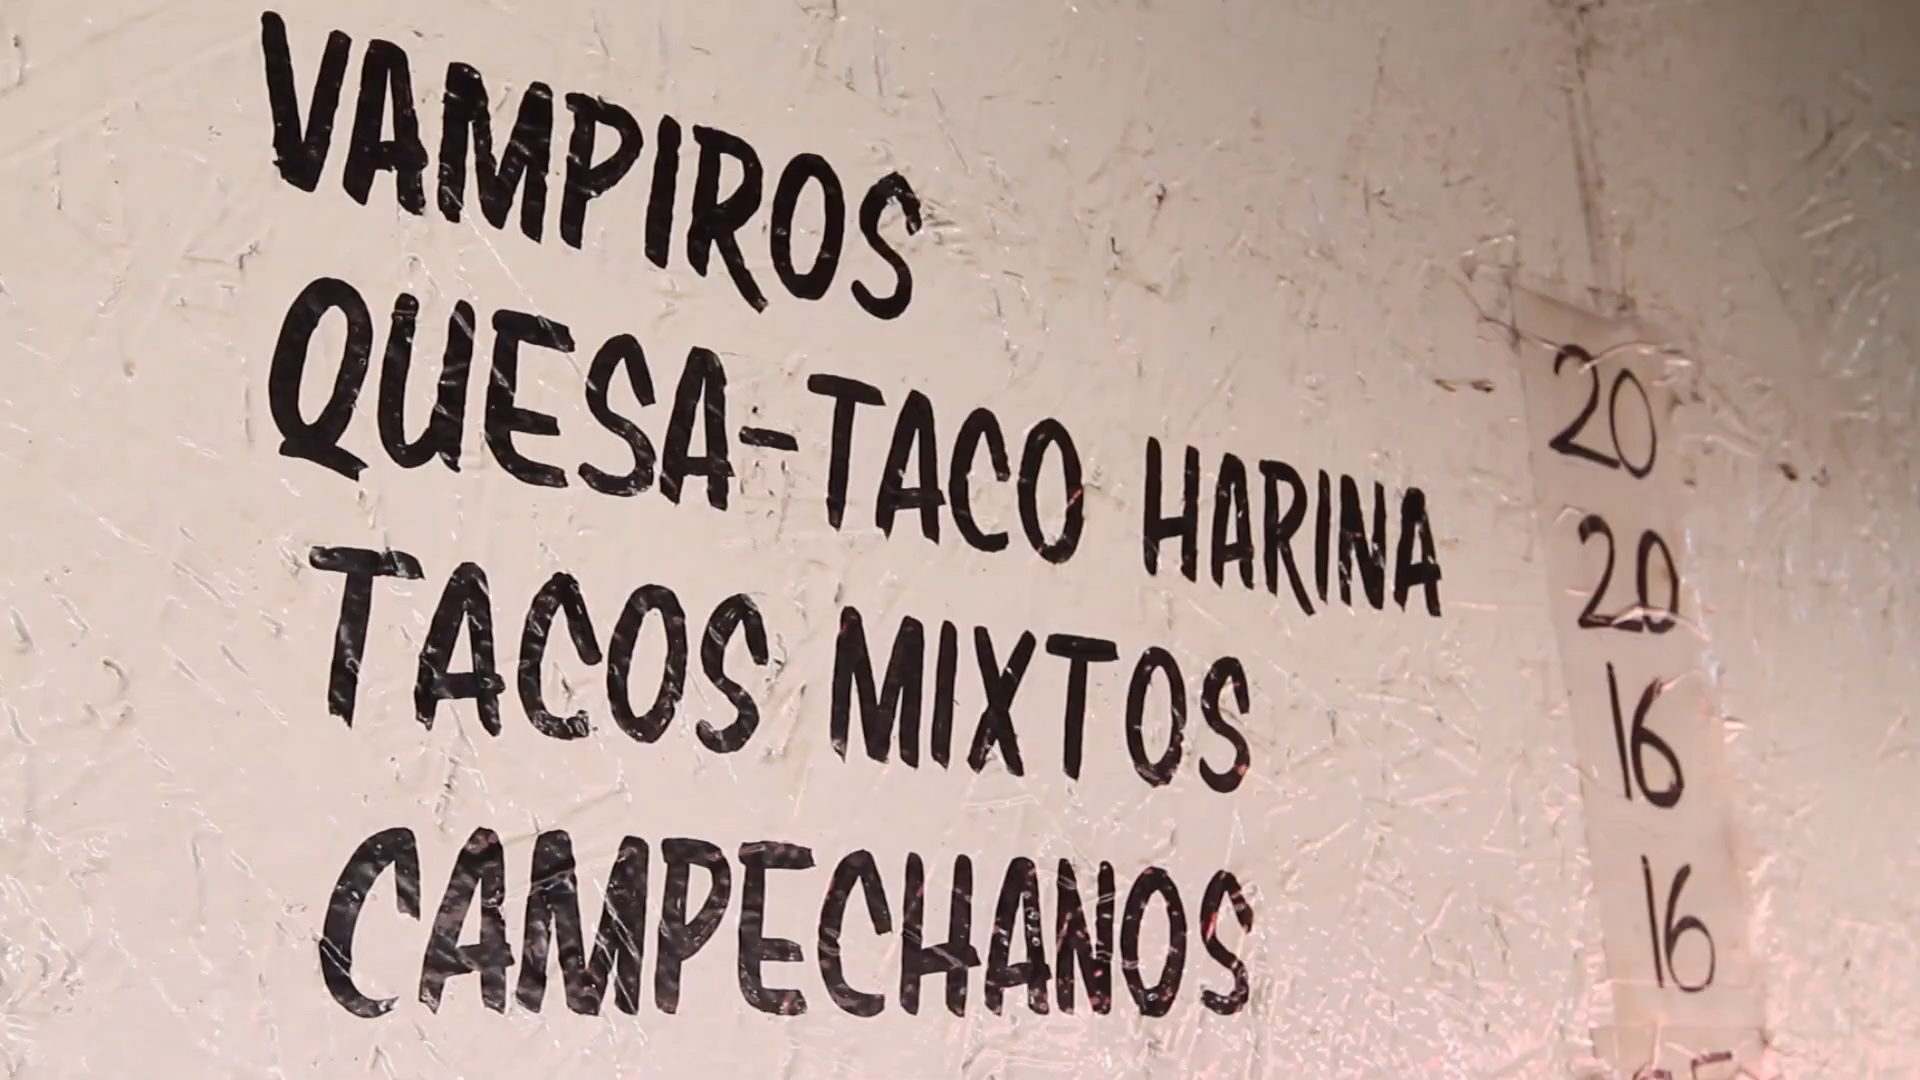 VAMPIROS 20
QUESA-TACO HARINA 20
TACOS MIXTOS 16
CAMPECHANOS 16